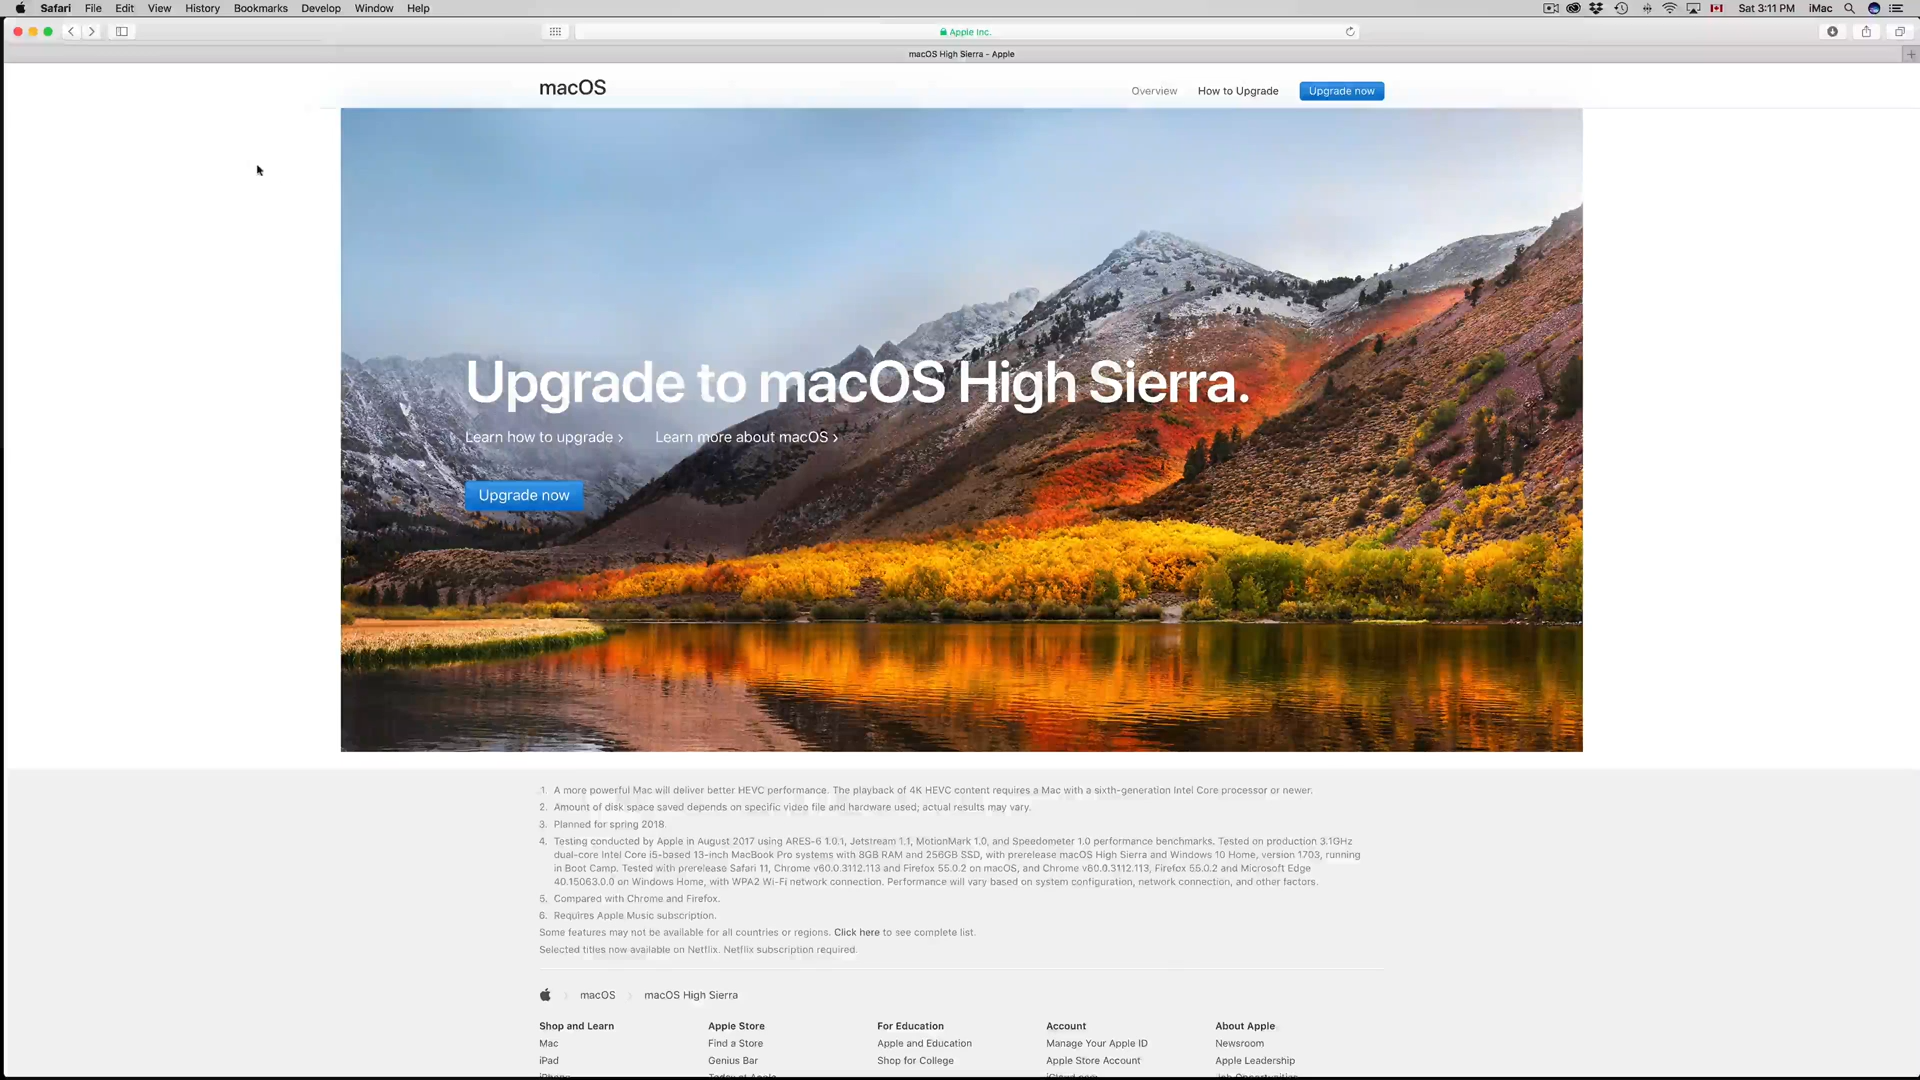 Safari File Edit View History Bookmarks Develop Window Help Sat 3:11 PM iMac
Apple Inc.
macOS High Sierra – Apple
macOS Overview How to Upgrade Upgrade now
Upgrade to macOS High Sierra.
Learn how to upgrade › Learn more about macOS ›
Upgrade now
1. A more powerful Mac will deliver better HEVC performance. The playback of 4K HEVC content requires a Mac with a sixth-generation Intel Core processor or newer.
2. Amount of disk space saved depends on specific video file and hardware used; actual results may vary.
3. Planned for spring 2018.
4. Testing conducted by Apple in August 2017 using ARES-6 1.0.1, Jetstream 1.1, MotionMark 1.0, and Speedometer 1.0 performance benchmarks. Tested on production 3.1GHz
dual-core Intel Core i5-based 13-inch MacBook Pro systems with 8GB RAM and 256GB SSD, with prerelease macOS High Sierra and Windows 10 Home, version 1703, running
in Boot Camp. Tested with prerelease Safari 11, Chrome v60.0.3112.113 and Firefox 55.0.2 on macOS, and Chrome v60.0.3112.113, Firefox 55.0.2 and Microsoft Edge
40.15063.0.0 on Windows Home, with WPA2 Wi-Fi network connection. Performance will vary based on system configuration, network connection, and other factors.
5. Compared with Chrome and Firefox.
6. Requires Apple Music subscription.
Some features may not be available for all countries or regions. Click here to see complete list.
Selected titles now available on Netflix. Netflix subscription required.
macOS macOS High Sierra
Shop and Learn Apple Store For Education Account About Apple
Mac Find a Store Apple and Education Manage Your Apple ID Newsroom
iPad Genius Bar Shop for College Apple Store Account Apple Leadership
iPhone Today at Apple iCloud.com Job Opportunities